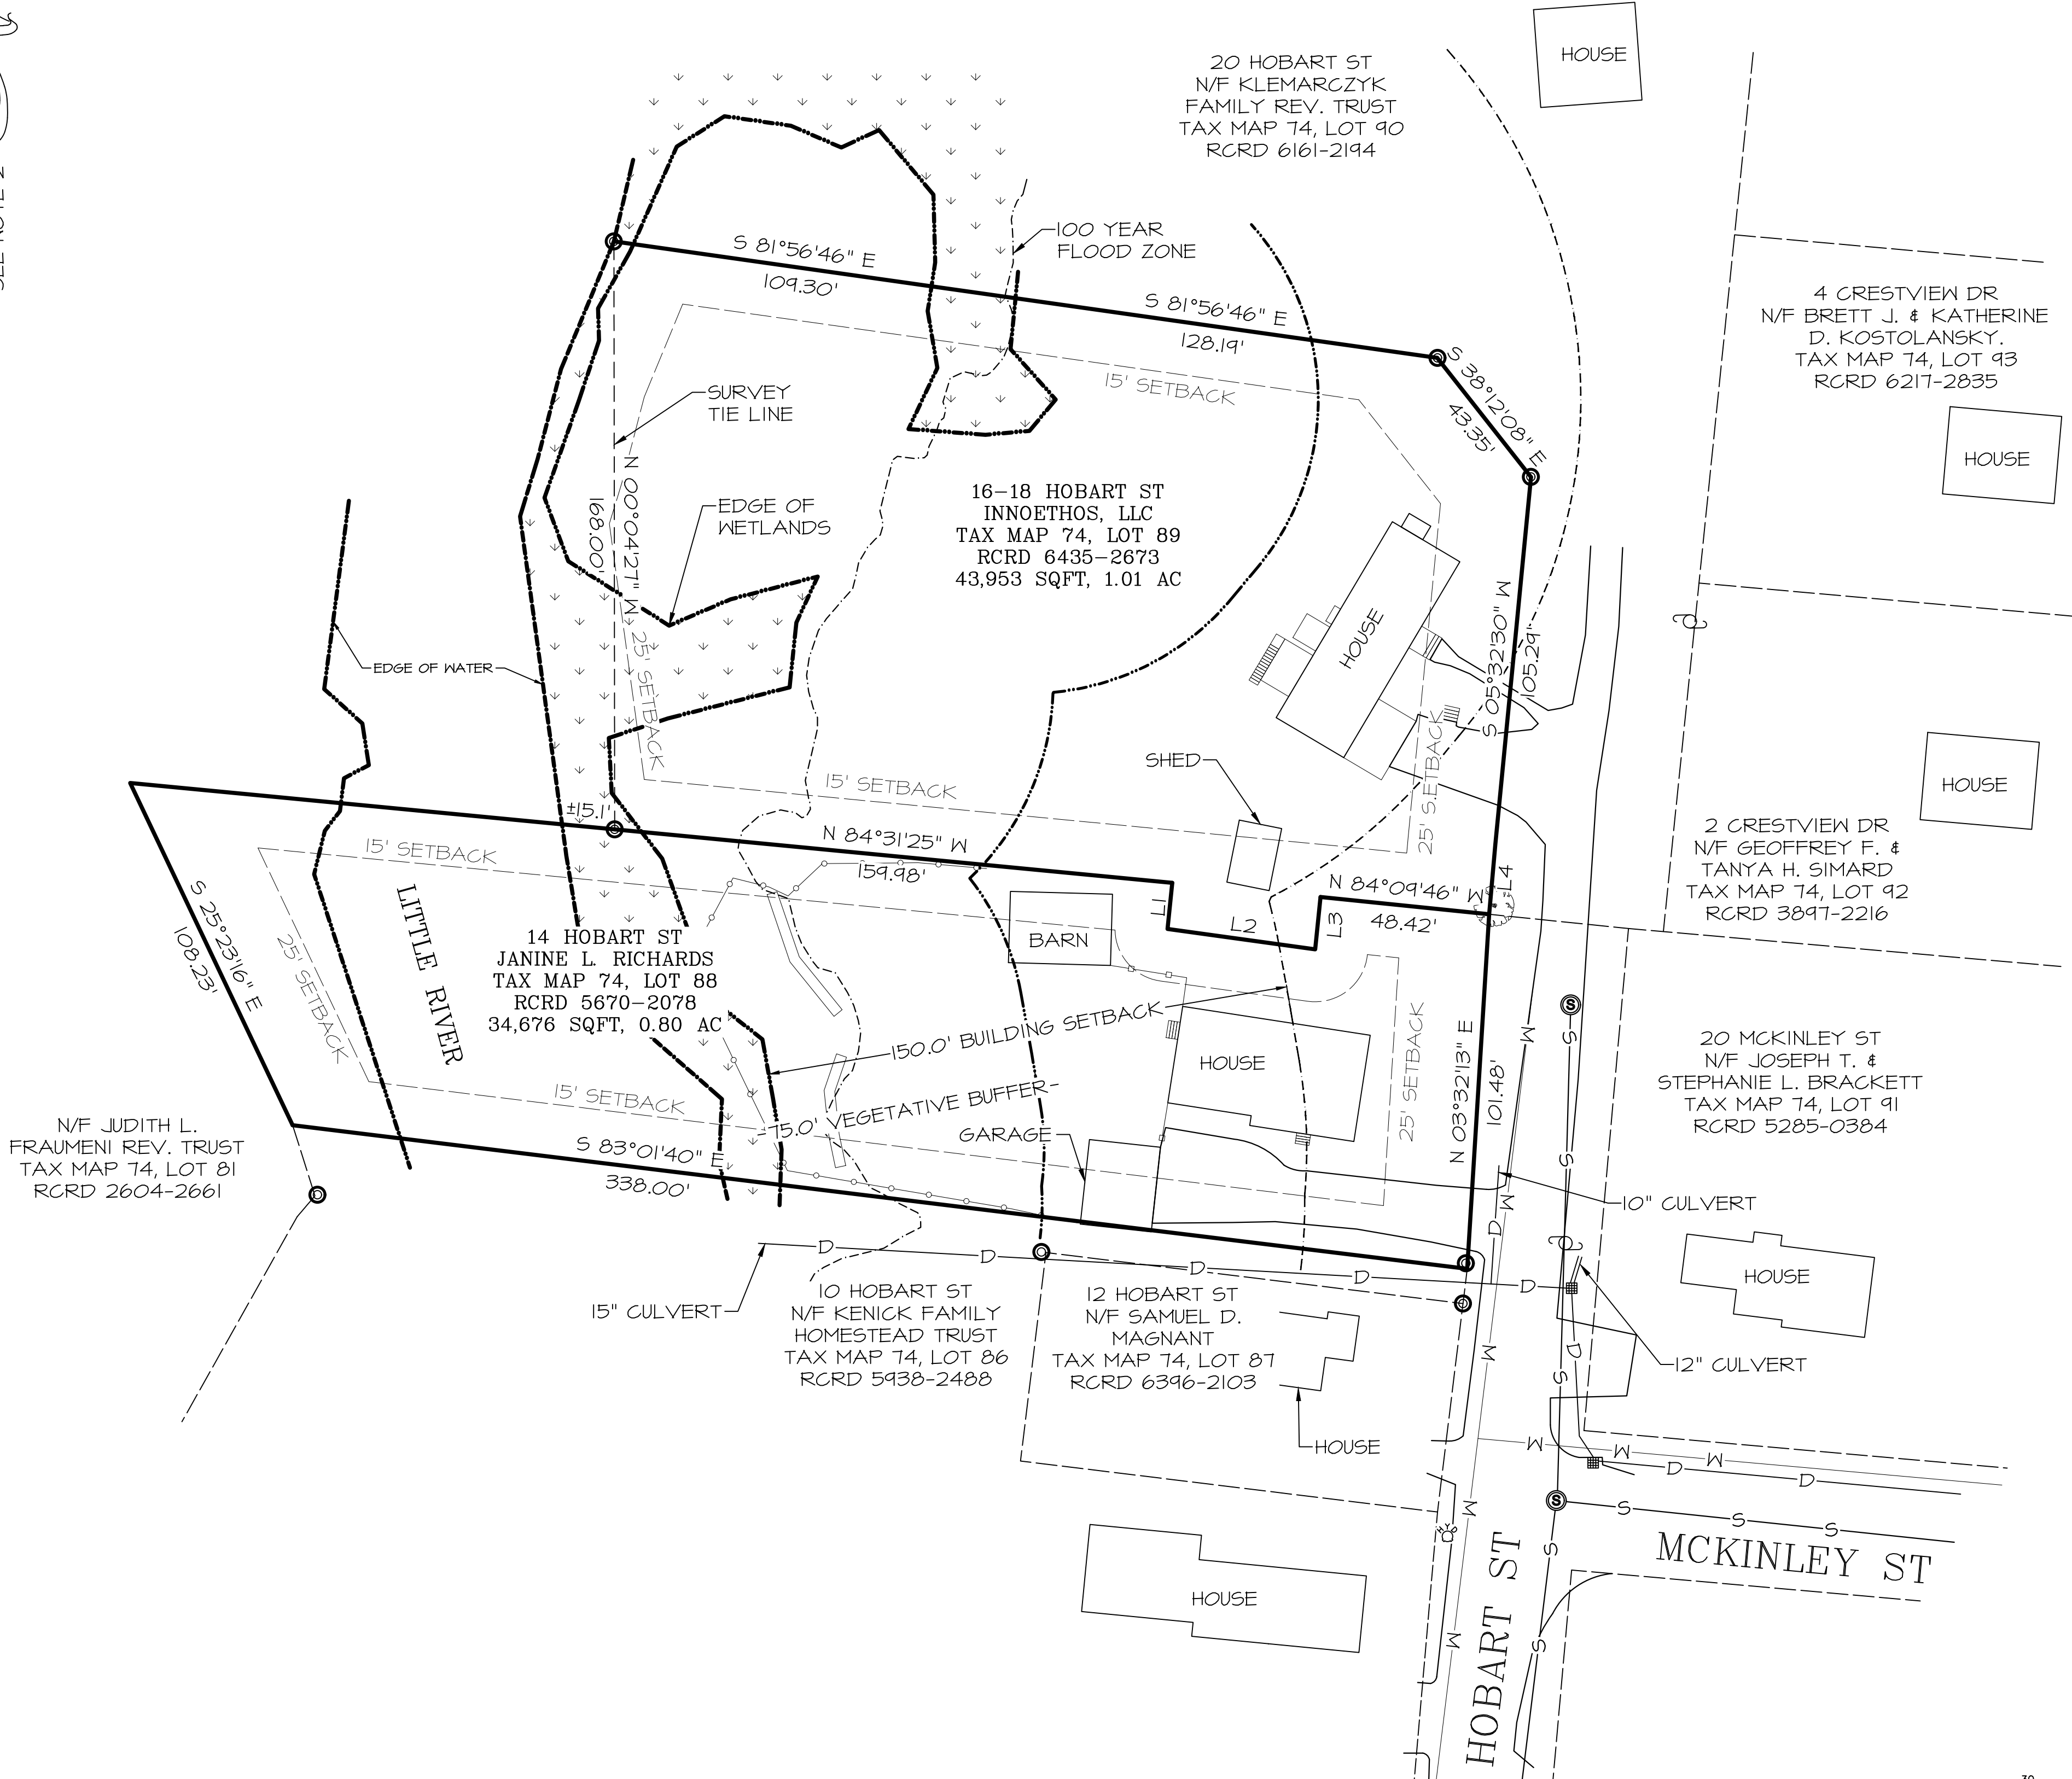 SEE NOTE 2
HOUSE
20 HOBART ST
N/F KLEMARCZYK
FAMILY REV. TRUST
TAX MAP 74, LOT 90
RCRD 6161-2194
100 YEAR
FLOOD ZONE
S 81°56'46" E
109.30'
S 81°56'46" E
128.19'
S 38°12'08" E
43.35'
4 CRESTVIEW DR
N/F BRETT J. & KATHERINE
D. KOSTOLANSKY.
TAX MAP 74, LOT 93
RCRD 6217-2835
HOUSE
15' SETBACK
SURVEY
TIE LINE
N 00°04'27" W
168.00'
EDGE OF
WETLANDS
16-18 HOBART ST
INNOETHOS, LLC
TAX MAP 74, LOT 89
RCRD 6435-2673
43,953 SQFT, 1.01 AC
HOUSE
S 05°32'30" W
105.29'
EDGE OF WATER
25' SETBACK
SHED
15' SETBACK
25' SETBACK
HOUSE
2 CRESTVIEW DR
N/F GEOFFREY F. &
TANYA H. SIMARD
TAX MAP 74, LOT 92
RCRD 3897-2216
±15.1'
N 84°31'25" W
159.98'
15' SETBACK
L1
L2
L3
N 84°09'46" W
48.42'
L4
S 25°23'16" E
108.23'
25' SETBACK
LITTLE RIVER
14 HOBART ST
JANINE L. RICHARDS
TAX MAP 74, LOT 88
RCRD 5670-2078
34,676 SQFT, 0.80 AC
BARN
150.0' BUILDING SETBACK
75.0' VEGETATIVE BUFFER
HOUSE
GARAGE
25' SETBACK
N 03°32'13" E
101.48'
W
S
S
20 MCKINLEY ST
N/F JOSEPH T. &
STEPHANIE L. BRACKETT
TAX MAP 74, LOT 91
RCRD 5285-0384
15' SETBACK
S 83°01'40" E
338.00'
N/F JUDITH L.
FRAUMENI REV. TRUST
TAX MAP 74, LOT 81
RCRD 2604-2661
S
W
D
S
10" CULVERT
HOUSE
D
D
D
D
D
15" CULVERT
10 HOBART ST
N/F KENICK FAMILY
HOMESTEAD TRUST
TAX MAP 74, LOT 86
RCRD 5938-2488
12 HOBART ST
N/F SAMUEL D.
MAGNANT
TAX MAP 74, LOT 87
RCRD 6396-2103
HOUSE
W
D
S
12" CULVERT
W
W
W
D
D
W
HYD
S
S
S
S
S
MCKINLEY ST
HOUSE
W
S
S
HOBART ST
30